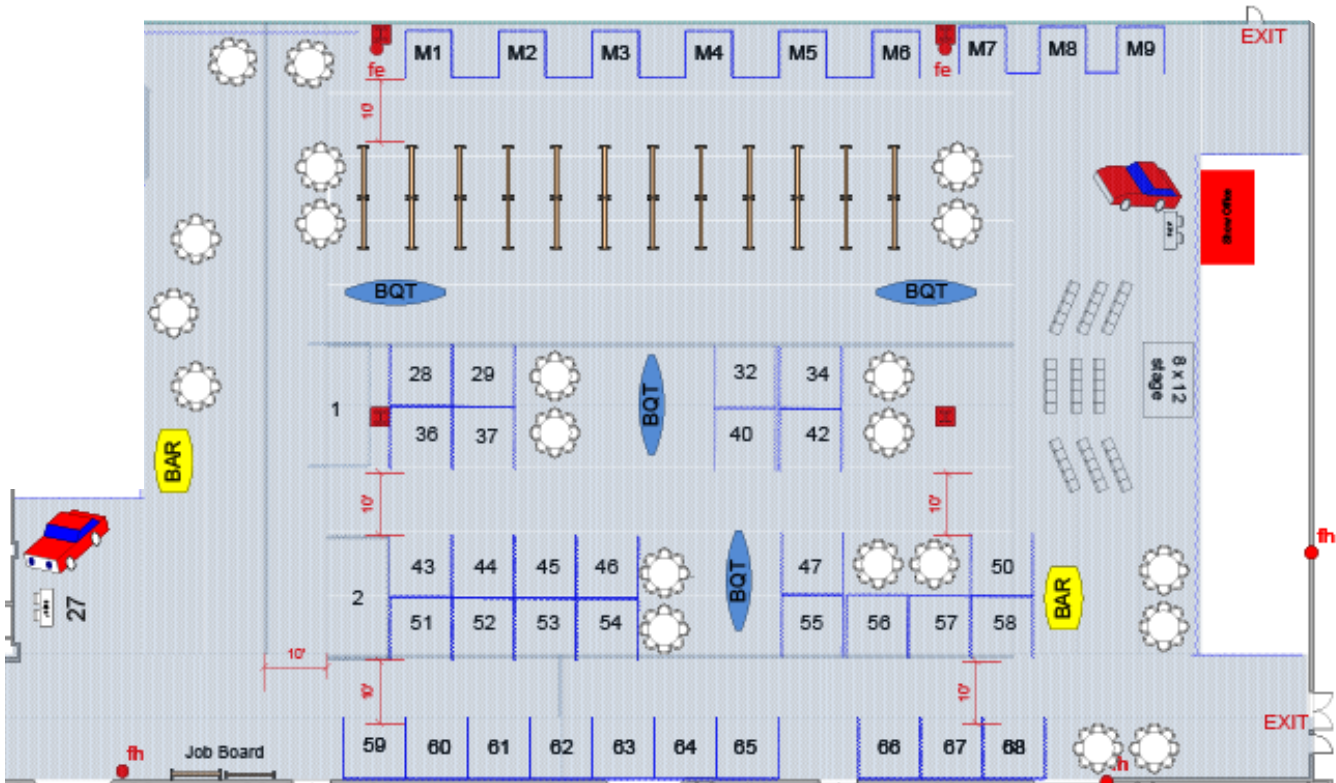 EXIT
M1 M2 M3 M4 M5 M6 M7 M8 M9
fe fe
10'
Show Office
BQT BQT
28 29 BQT 32 34
8 x 12
stage
1
36 37 40 42
BAR
10' 10'
fh
43 44 45 46 BQT 47 50
27 2 BAR
51 52 53 54 55 56 57 58
10'
10' 10'
EXIT
59 60 61 62 63 64 65 66 67 68
fh Job Board
fh